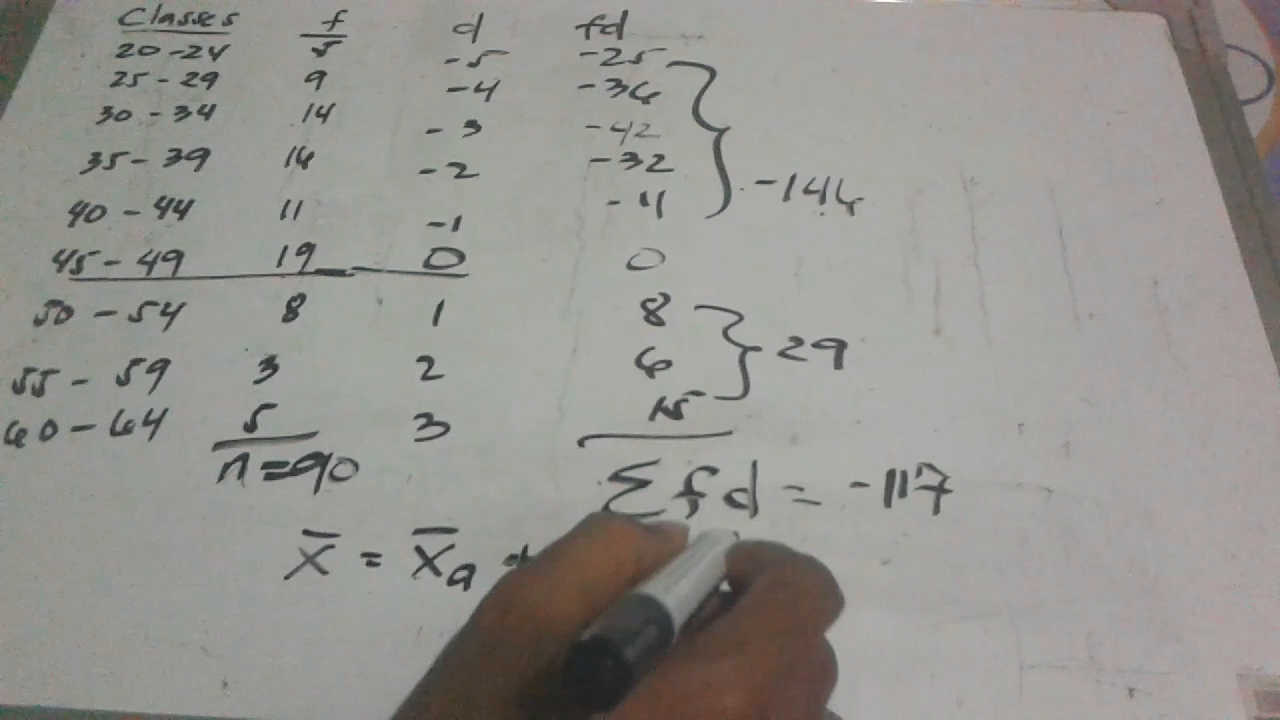 Classes f d fd
20-24 5 -5 -25
25-29 9 -4 -36
30-34 14 -3 -42
35-39 16 -2 -32
-146
40-44 11 -1 -11
45-49 19 0 0
50-54 8 1 8
55-59 3 2 6
29
60-64 5 3 15
n=90
Σfd = -117
x̄ = x̄a +